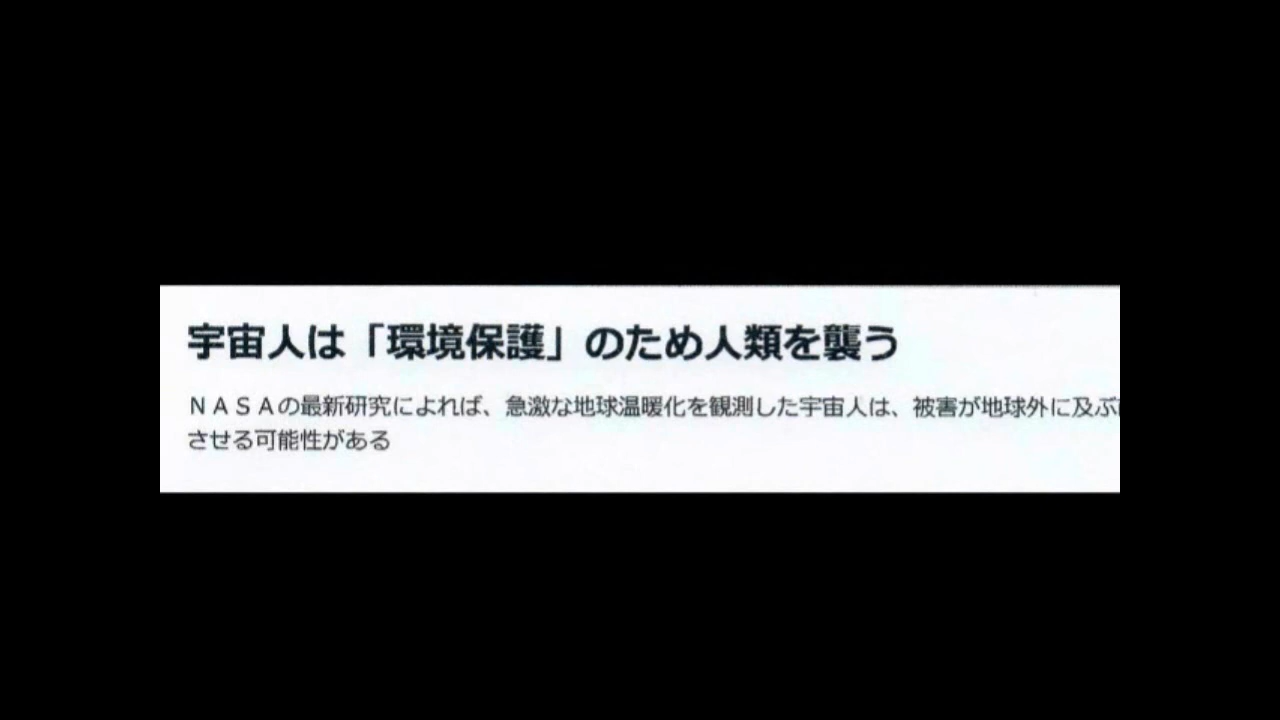 宇宙人は「環境保護」のため人類を襲う
ＮＡＳＡの最新研究によれば、急激な地球温暖化を観測した宇宙人は、被害が地球外に及ぶ
させる可能性がある